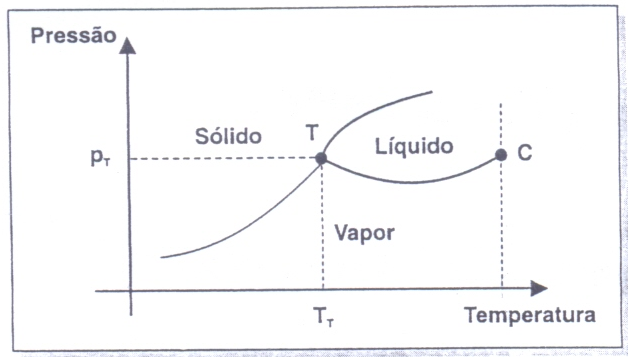 Pressão
Sólido
T
Líquido
C
pT
Vapor
TT
Temperatura